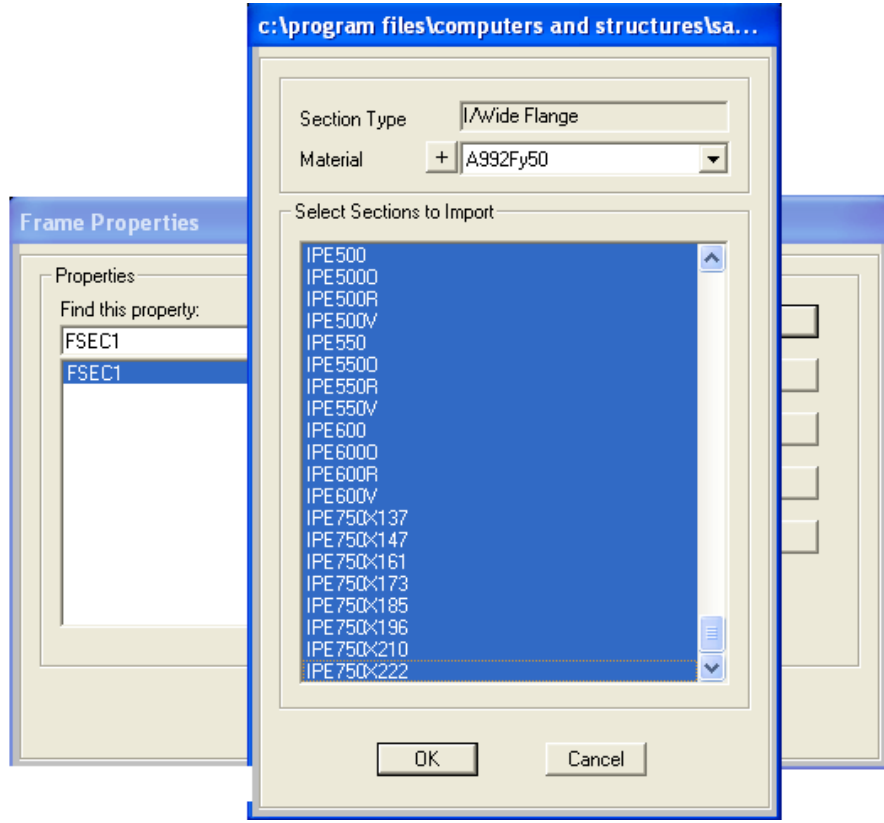 c:\program files\computers and structures\sa...
Section Type I/Wide Flange
Material + A992Fy50
Select Sections to Import
IPE500
IPE500O
IPE500R
IPE500V
IPE550
IPE550O
IPE550R
IPE550V
IPE600
IPE600O
IPE600R
IPE600V
IPE750X137
IPE750X147
IPE750X161
IPE750X173
IPE750X185
IPE750X196
IPE750X210
IPE750X222
OK Cancel
Frame Properties
Properties
Find this property:
FSEC1
FSEC1